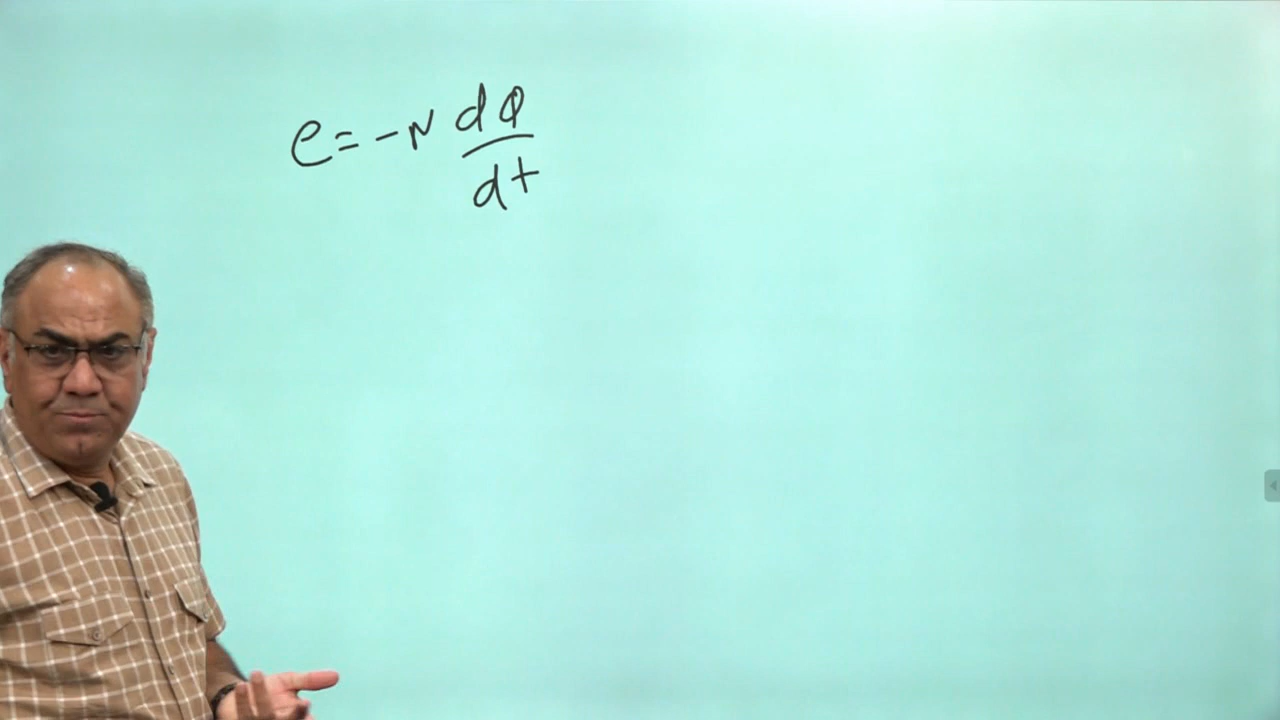 e = -N dφ/dt